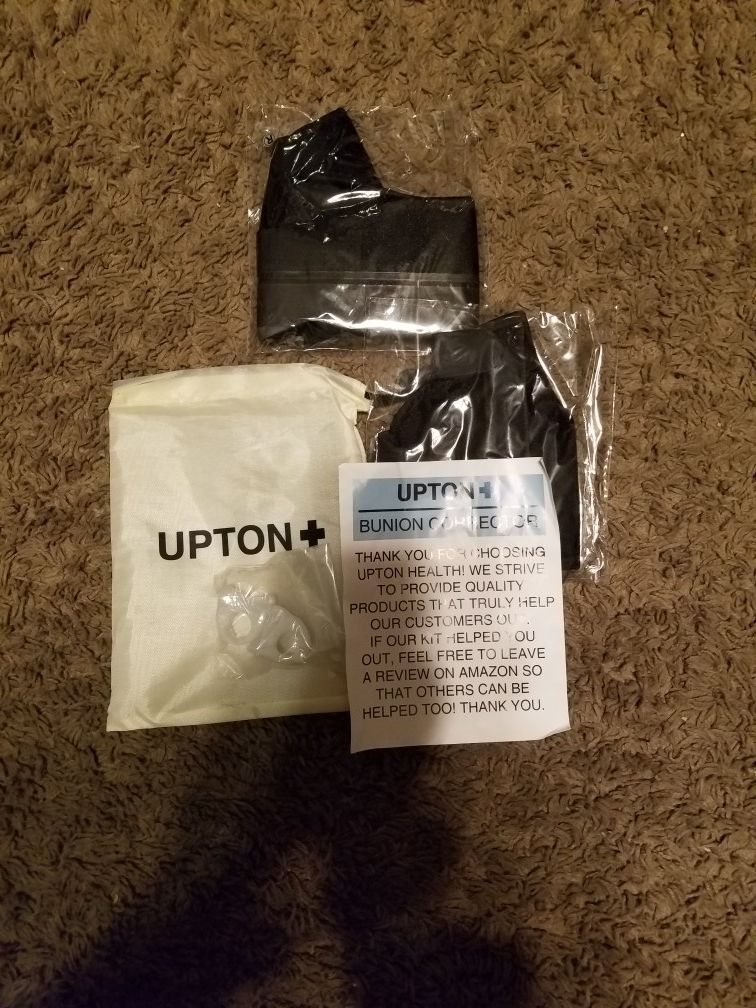 R
UPTON+
UPTON+
BUNION CORRECTOR
THANK YOU FOR CHOOSING
UPTON HEALTH! WE STRIVE
TO PROVIDE QUALITY
PRODUCTS THAT TRULY HELP
OUR CUSTOMERS OUT.
IF OUR KIT HELPED YOU
OUT, FEEL FREE TO LEAVE
A REVIEW ON AMAZON SO
THAT OTHERS CAN BE
HELPED TOO! THANK YOU.